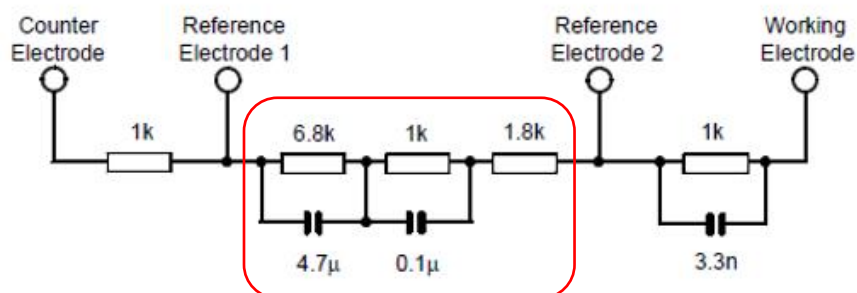 Counter
Electrode
Reference
Electrode 1
Reference
Electrode 2
Working
Electrode
1k
6.8k
1k
1.8k
1k
4.7μ
0.1μ
3.3n